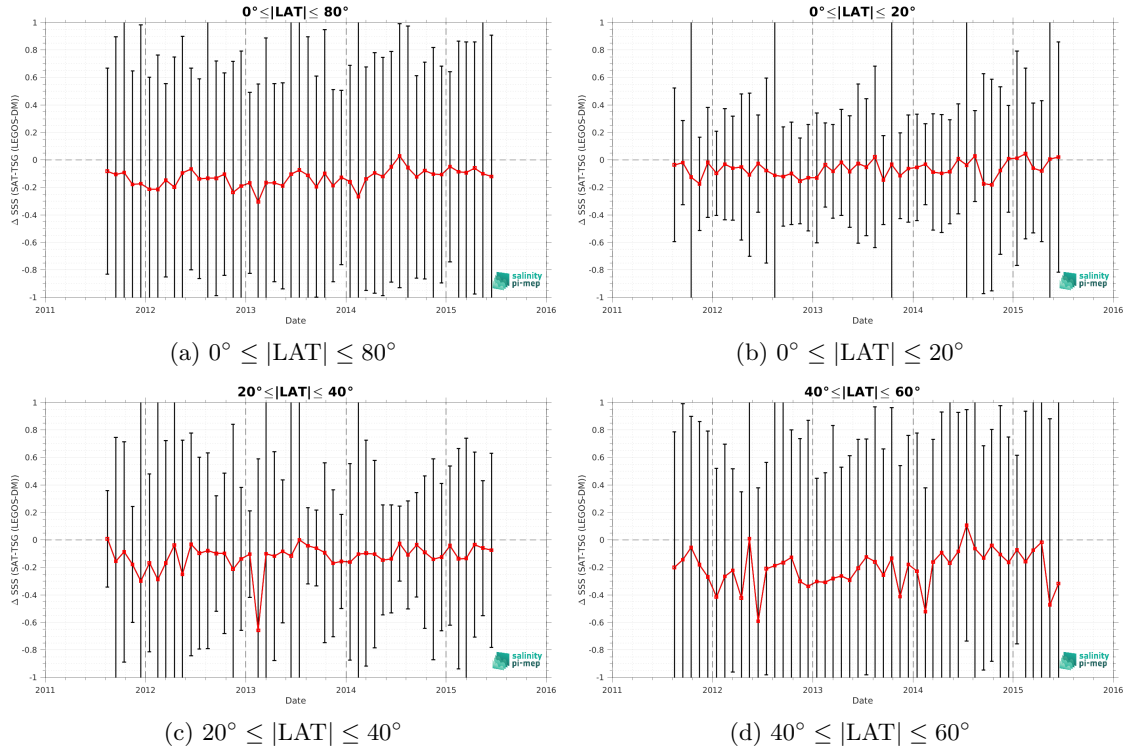 0°≤|LAT|≤ 80°
Δ SSS (SAT-TSG (LEGOS-DM))
1
0.8
0.6
0.4
0.2
0
-0.2
-0.4
-0.6
-0.8
-1
2011 2012 2013 2014 2015 2016
Date
salinity
pi-mep
(a) 0° ≤ |LAT| ≤ 80°
0°≤|LAT|≤ 20°
Δ SSS (SAT-TSG (LEGOS-DM))
1
0.8
0.6
0.4
0.2
0
-0.2
-0.4
-0.6
-0.8
-1
2011 2012 2013 2014 2015 2016
Date
salinity
pi-mep
(b) 0° ≤ |LAT| ≤ 20°
20°≤|LAT|≤ 40°
Δ SSS (SAT-TSG (LEGOS-DM))
1
0.8
0.6
0.4
0.2
0
-0.2
-0.4
-0.6
-0.8
-1
2011 2012 2013 2014 2015 2016
Date
salinity
pi-mep
(c) 20° ≤ |LAT| ≤ 40°
40°≤|LAT|≤ 60°
Δ SSS (SAT-TSG (LEGOS-DM))
1
0.8
0.6
0.4
0.2
0
-0.2
-0.4
-0.6
-0.8
-1
2011 2012 2013 2014 2015 2016
Date
salinity
pi-mep
(d) 40° ≤ |LAT| ≤ 60°